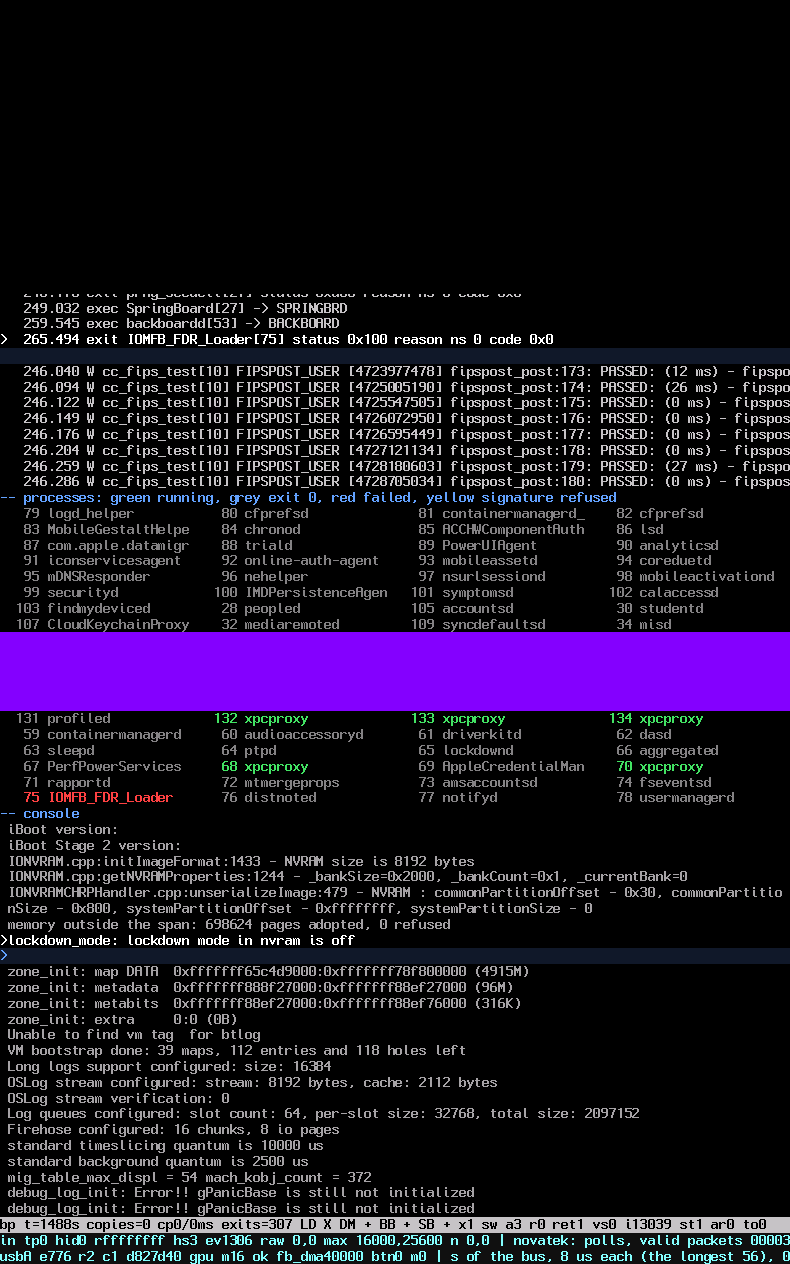 249.032 exec SpringBoard[27] -> SPRINGBRD
259.545 exec backboardd[53] -> BACKBOARD
> 265.494 exit IOMFB_FDR_Loader[75] status 0x100 reason ns 0 code 0x0
246.040 W cc_fips_test[10] FIPSPOST_USER [4723977478] fipspost_post:173: PASSED: (12 ms) - fipspo
246.094 W cc_fips_test[10] FIPSPOST_USER [4725005190] fipspost_post:174: PASSED: (26 ms) - fipspo
246.122 W cc_fips_test[10] FIPSPOST_USER [4725547505] fipspost_post:175: PASSED: (0 ms) - fipspos
246.149 W cc_fips_test[10] FIPSPOST_USER [4726072950] fipspost_post:176: PASSED: (0 ms) - fipspos
246.176 W cc_fips_test[10] FIPSPOST_USER [4726595449] fipspost_post:177: PASSED: (0 ms) - fipspos
246.204 W cc_fips_test[10] FIPSPOST_USER [4727121134] fipspost_post:178: PASSED: (0 ms) - fipspos
246.259 W cc_fips_test[10] FIPSPOST_USER [4728180603] fipspost_post:179: PASSED: (27 ms) - fipspo
246.286 W cc_fips_test[10] FIPSPOST_USER [4728705034] fipspost_post:180: PASSED: (0 ms) - fipspos
-- processes: green running, grey exit 0, red failed, yellow signature refused
79 logd_helper 80 cfprefsd 81 containermanagerd_ 82 cfprefsd
83 MobileGestaltHelpe 84 chronod 85 ACCHWComponentAuth 86 lsd
87 com.apple.datamigr 88 triald 89 PowerUIAgent 90 analyticsd
91 iconservicesagent 92 online-auth-agent 93 mobileassetd 94 coreduetd
95 mDNSResponder 96 nehelper 97 nsurlsessiond 98 mobileactivationd
99 securityd 100 IMDPersistenceAgen 101 symptomsd 102 calaccessd
103 findmydeviced 28 peopled 105 accountsd 30 studentd
107 CloudKeychainProxy 32 mediaremoted 109 syncdefaultsd 34 misd
131 profiled 132 xpcproxy 133 xpcproxy 134 xpcproxy
59 containermanagerd 60 audioaccessoryd 61 driverkitd 62 dasd
63 sleepd 64 ptpd 65 lockdownd 66 aggregated
67 PerfPowerServices 68 xpcproxy 69 AppleCredentialMan 70 xpcproxy
71 rapportd 72 mtmergeprops 73 amsaccountsd 74 fseventsd
75 IOMFB_FDR_Loader 76 distnoted 77 notifyd 78 usermanagerd
-- console
iBoot version:
iBoot Stage 2 version:
IONVRAM.cpp:initImageFormat:1433 - NVRAM size is 8192 bytes
IONVRAM.cpp:getNVRAMProperties:1244 - _bankSize=0x2000, _bankCount=0x1, _currentBank=0
IONVRAMCHRPHandler.cpp:unserializeImage:479 - NVRAM : commonPartitionOffset - 0x30, commonPartitio
nSize - 0x800, systemPartitionOffset - 0xffffffff, systemPartitionSize - 0
memory outside the span: 698624 pages adopted, 0 refused
>lockdown_mode: lockdown mode in nvram is off
>
zone_init: map DATA 0xfffffff65c4d9000:0xfffffff78f800000 (4915M)
zone_init: metadata 0xfffffff888f27000:0xfffffff88ef27000 (96M)
zone_init: metabits 0xfffffff88ef27000:0xfffffff88ef76000 (316K)
zone_init: extra 0:0 (0B)
Unable to find vm tag for btlog
VM bootstrap done: 39 maps, 112 entries and 118 holes left
Long logs support configured: size: 16384
OSLog stream configured: stream: 8192 bytes, cache: 2112 bytes
OSLog stream verification: 0
Log queues configured: slot count: 64, per-slot size: 32768, total size: 2097152
Firehose configured: 16 chunks, 8 io pages
standard timeslicing quantum is 10000 us
standard background quantum is 2500 us
mig_table_max_displ = 54 mach_kobj_count = 372
debug_log_init: Error!! gPanicBase is still not initialized
debug_log_init: Error!! gPanicBase is still not initialized
bp t=1488s copies=0 cp0/0ms exits=307 LD X DM + BB + SB + x1 sw a3 r0 ret1 vs0 i13039 st1 ar0 to0
in tp0 hid0 rffffffff hs3 ev1306 raw 0,0 max 16000,25600 n 0,0 | novatek: polls, valid packets 00003
usbA e776 r2 c1 d827d40 gpu m16 ok fb_dma40000 btn0 m0 | s of the bus, 8 us each (the longest 56), 0